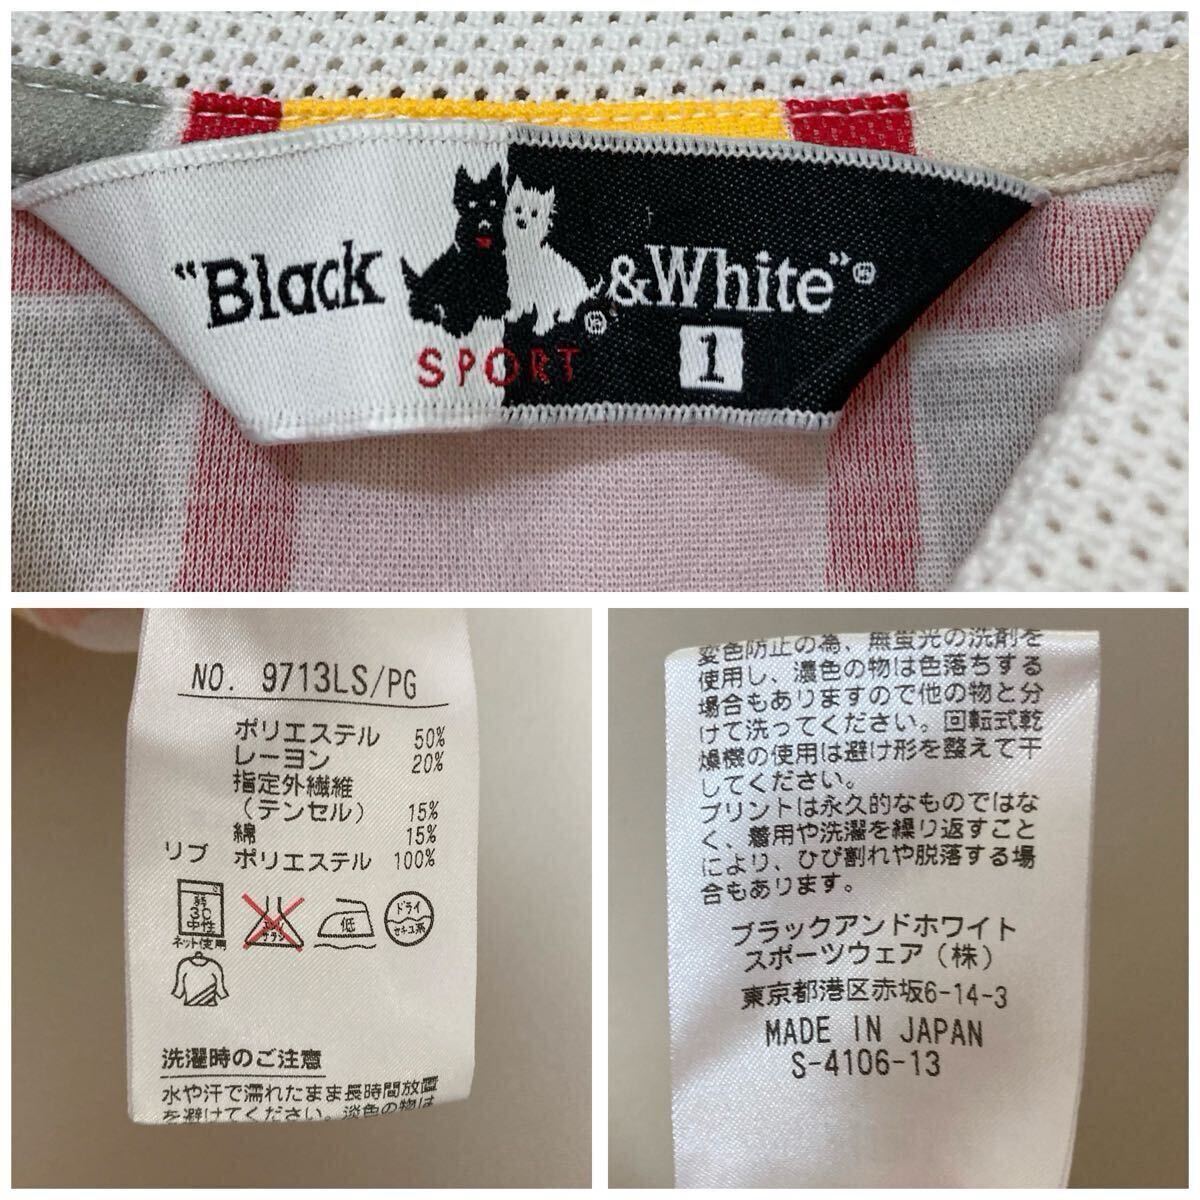 "Black & White"®
®
SPORT 1
NO. 9713LS/PG
ポリエステル 50%
レーヨン 20%
指定外繊維
(テンセル) 15%
綿 15%
リブ ポリエステル 100%
弱
30
中性
ネット使用
エンソ
サラシ
低
ドライ
セキユ系
洗濯時のご注意
水や汗で濡れたまま長時間放置
を避けてください。淡色の物は
変色防止の為、無蛍光の洗剤を
使用し、濃色の物は色落ちする
場合もありますので他の物と分
けて洗ってください。回転式乾
燥機の使用は避け形を整えて干
してください。
プリントは永久的なものではな
く、着用や洗濯を繰り返すこと
により、ひび割れや脱落する場
合もあります。
ブラックアンドホワイト
スポーツウェア(株)
東京都港区赤坂6-14-3
MADE IN JAPAN
S-4106-13